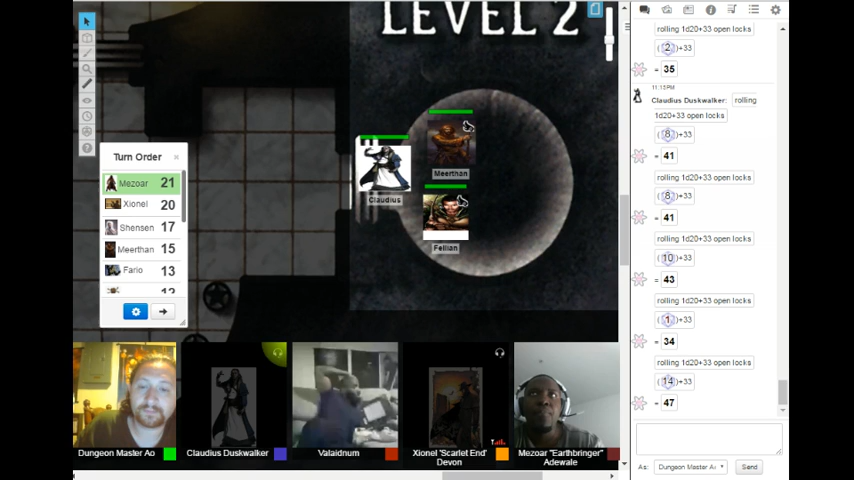 LEVEL 2
Meerthan
Claudius
Fellian
Turn Order ×
Mezoar 21
Xionel 20
Shensen 17
Meerthan 15
Fario 13
Dungeon Master Ao
Claudius Duskwalker
Valaidnum
Xionel 'Scarlet End'
Devon
Mezoar "Earthbringer"
Adewale
rolling 1d20+33 open locks
(2)+33
= 35
11:15PM
Claudius Duskwalker: rolling
1d20+33 open locks
(8)+33
= 41
rolling 1d20+33 open locks
(8)+33
= 41
rolling 1d20+33 open locks
(10)+33
= 43
rolling 1d20+33 open locks
(1)+33
= 34
rolling 1d20+33 open locks
(14)+33
= 47
As: Dungeon Master A Send